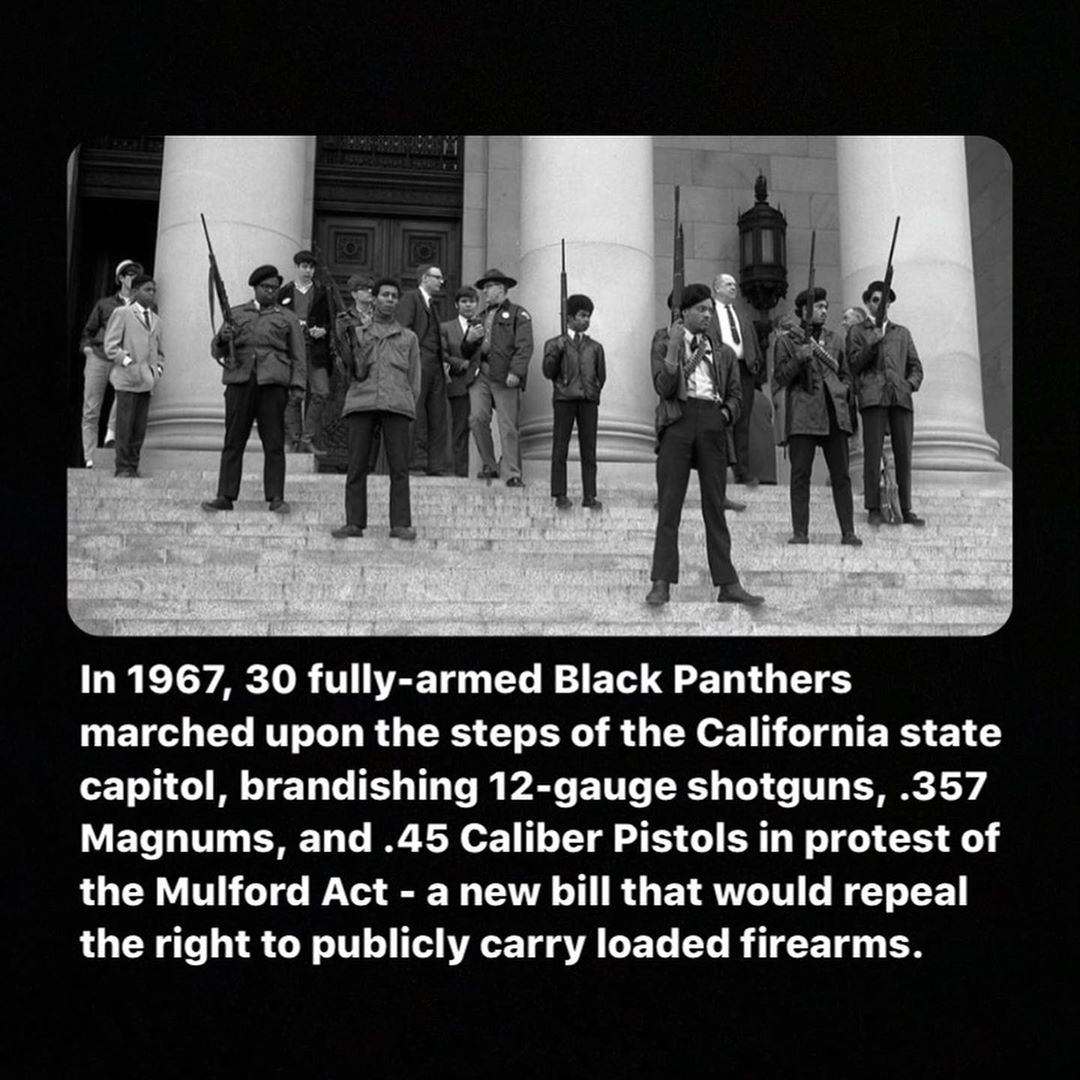 In 1967, 30 fully-armed Black Panthers
marched upon the steps of the California state
capitol, brandishing 12-gauge shotguns, .357
Magnums, and .45 Caliber Pistols in protest of
the Mulford Act - a new bill that would repeal
the right to publicly carry loaded firearms.